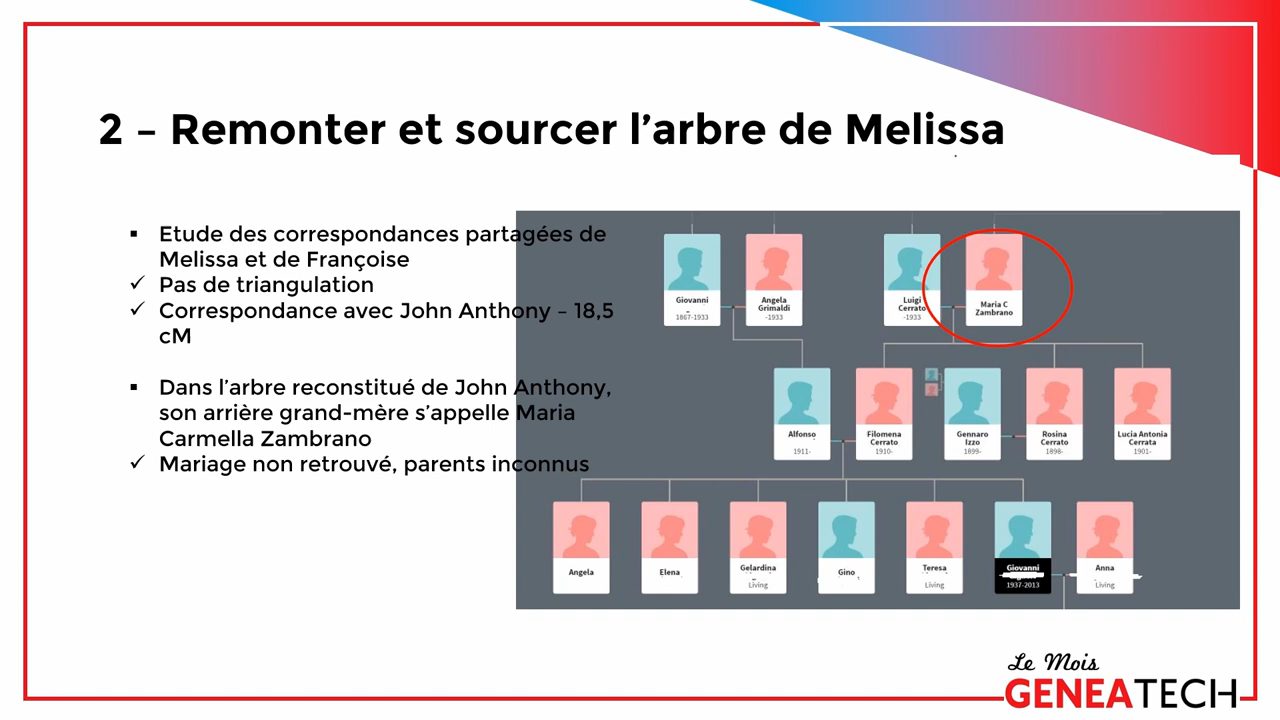 2 – Remonter et sourcer l’arbre de Melissa
▪ Etude des correspondances partagées de
Melissa et de Françoise
✓ Pas de triangulation
✓ Correspondance avec John Anthony – 18,5
cM
▪ Dans l’arbre reconstitué de John Anthony,
son arrière grand-mère s’appelle Maria
Carmella Zambrano
✓ Mariage non retrouvé, parents inconnus
Giovanni
1867-1933
Angela
Grimaldi
-1933
Luigi
Cerrato
-1933
Maria C
Zambrano
Alfonso
1911-
Filomena
Cerrato
1910-
Gennaro
Izzo
1899-
Rosina
Cerrato
1898-
Lucia Antonia
Cerrata
1901-
Angela
Elena
Gelardina
Living
Gino
Teresa
Living
Giovanni
1937-2013
Anna
Living
Le Mois
GENEATECH